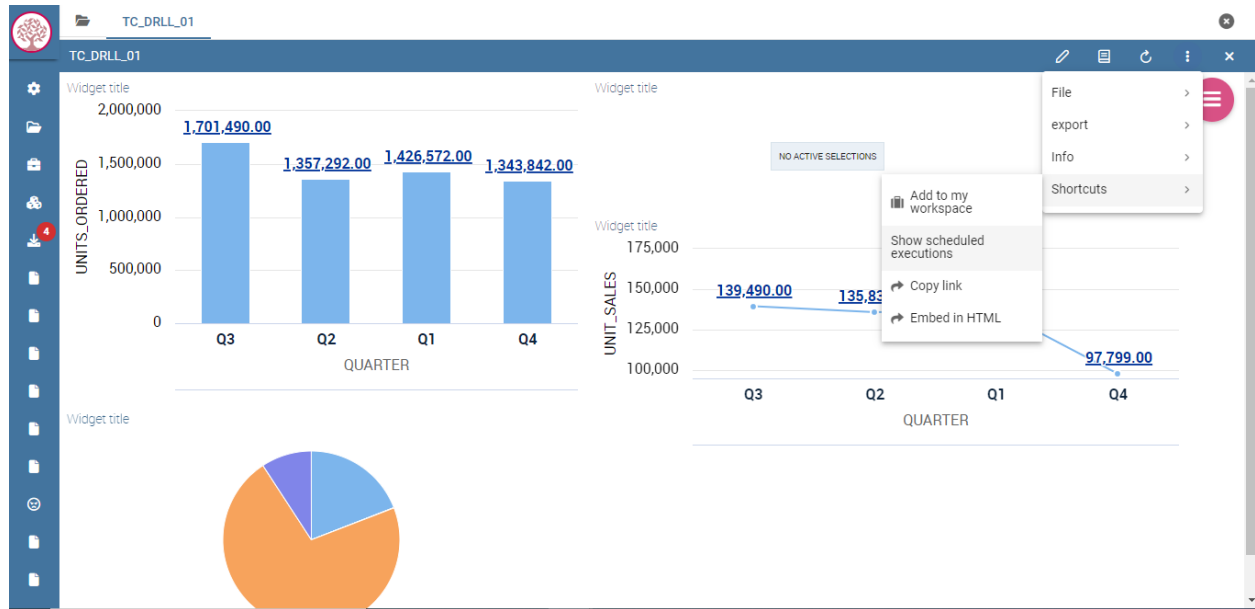 TC_DRLL_01
TC_DRLL_01
Widget title
2,000,000
1,500,000
1,000,000
500,000
0
UNITS_ORDERED
1,701,490.00
1,357,292.00
1,426,572.00
1,343,842.00
Q3 Q2 Q1 Q4
QUARTER
Widget title
NO ACTIVE SELECTIONS
File
export
Info
Shortcuts
Add to my
workspace
Show scheduled
executions
Copy link
Embed in HTML
Widget title
175,000
150,000
125,000
100,000
UNIT_SALES
139,490.00
97,799.00
Q3 Q2 Q1 Q4
QUARTER
4
Widget title